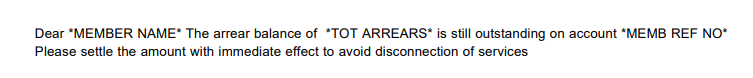 Dear *MEMBER NAME* The arrear balance of  *TOT ARREARS* is still outstanding on account *MEMB REF NO*
Please settle the amount with immediate effect to avoid disconnection of services